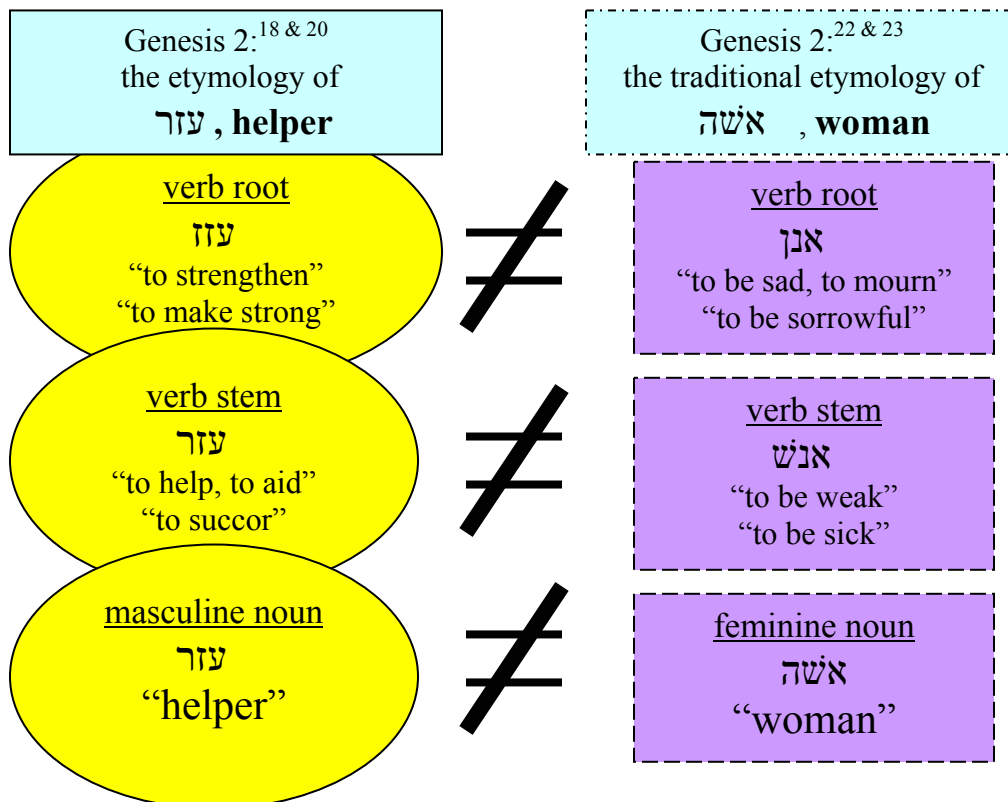 Genesis 2:18 & 20
the etymology of
עזר , helper
verb root
עזז
“to strengthen”
“to make strong”
verb stem
עזר
“to help, to aid”
“to succor”
masculine noun
עזר
“helper”
≠
≠
≠
Genesis 2:22 & 23
the traditional etymology of
אשׁה , woman
verb root
אנן
“to be sad, to mourn”
“to be sorrowful”
verb stem
אנשׁ
“to be weak”
“to be sick”
feminine noun
אשׁה
“woman”